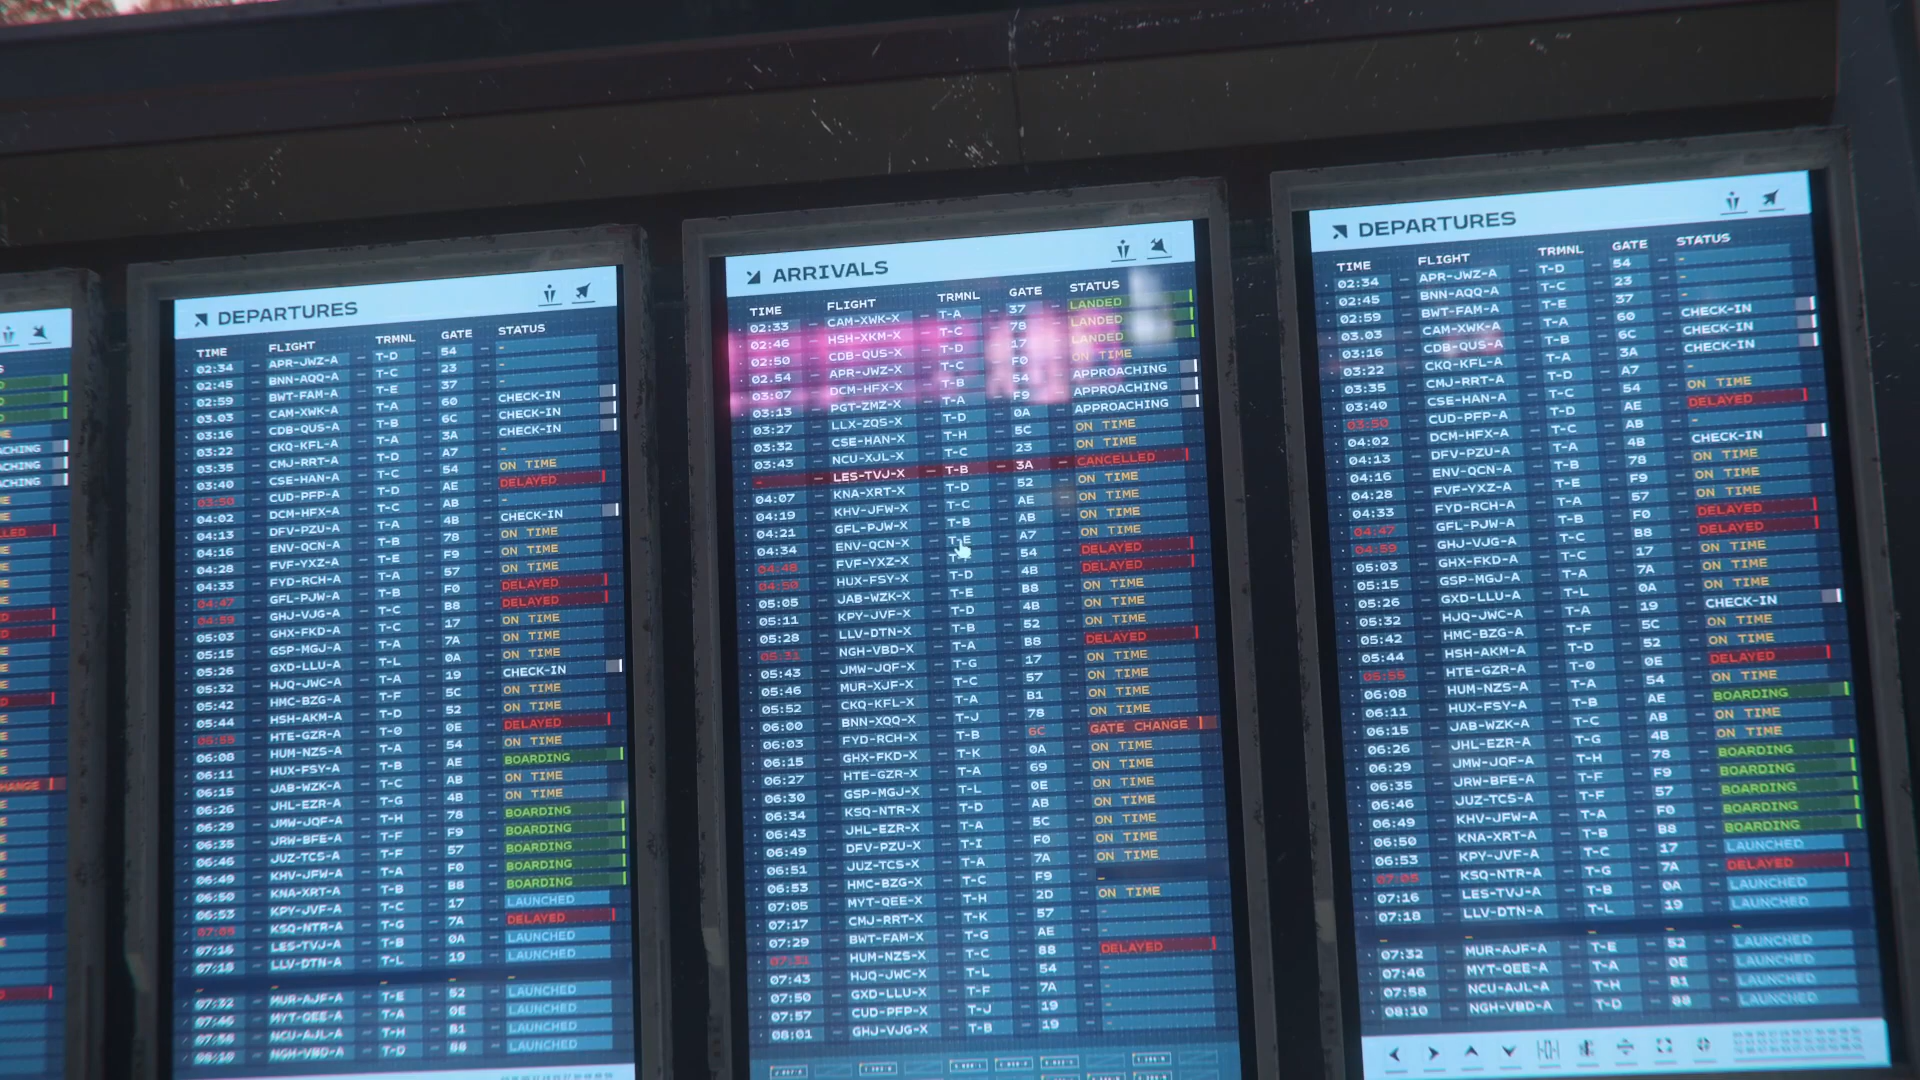 DEPARTURES
TIME FLIGHT TRMNL GATE STATUS
02:34 – APR-JWZ-A – T-D – 54 –
02:45 – BNN-AQQ-A – T-C – 23 –
02:59 – BWT-FAM-A – T-E – 37 –
03.03 – CAM-XWK-A – T-A – 60 – CHECK-IN
03:16 – CDB-QUS-A – T-B – 6C – CHECK-IN
03:22 – CKQ-KFL-A – T-A – 3A – CHECK-IN
03:35 – CMJ-RRT-A – T-D – A7 –
03:40 – CSE-HAN-A – T-C – 54 – ON TIME
03:50 – CUD-PFP-A – T-D – AE – DELAYED
04:02 – DCM-HFX-A – T-C – AB –
04:13 – DFV-PZU-A – T-A – 4B – CHECK-IN
04:16 – ENV-QCN-A – T-B – 78 – ON TIME
04:28 – FVF-YXZ-A – T-E – F9 – ON TIME
04:33 – FYD-RCH-A – T-A – 57 – ON TIME
04:47 – GFL-PJW-A – T-B – F0 – DELAYED
04:59 – GHJ-VJG-A – T-C – B8 – DELAYED
05:03 – GHX-FKD-A – T-D – 17 – ON TIME
05:15 – GSP-MGJ-A – T-A – 7A – ON TIME
05:26 – GXD-LLU-A – T-L – 0A – ON TIME
05:32 – HJQ-JWC-A – T-A – 19 – CHECK-IN
05:42 – HMC-BZG-A – T-F – 5C – ON TIME
05:44 – HSH-AKM-A – T-D – 52 – ON TIME
05:55 – HTE-GZR-A – T-0 – 0E – DELAYED
06:08 – HUM-NZS-A – T-A – 54 – ON TIME
06:11 – HUX-FSY-A – T-B – AE – BOARDING
06:15 – JAB-WZK-A – T-C – AB – ON TIME
06:26 – JHL-EZR-A – T-G – 4B – ON TIME
06:29 – JMW-JQF-A – T-H – 78 – BOARDING
06:35 – JRW-BFE-A – T-F – F9 – BOARDING
06:46 – JUZ-TCS-A – T-F – 57 – BOARDING
06:49 – KHV-JFW-A – T-A – F0 – BOARDING
06:50 – KNA-XRT-A – T-B – B8 – BOARDING
06:53 – KPY-JVF-A – T-C – 17 – LAUNCHED
07:05 – KSQ-NTR-A – T-G – 7A – DELAYED
07:16 – LES-TVJ-A – T-B – 0A – LAUNCHED
07:18 – LLV-DTN-A – T-L – 19 – LAUNCHED
07:32 – MUR-AJF-A – T-E – 52 – LAUNCHED
07:46 – MYT-QEE-A – T-A – 0E – LAUNCHED
07:58 – NCU-AJL-A – T-H – B1 – LAUNCHED
08:10 – NGH-VBD-A – T-D – 88 – LAUNCHED
ARRIVALS
TIME FLIGHT TRMNL GATE STATUS
02:33 – CAM-XWK-X – T-A – 37 – LANDED
02:46 – HSH-XKM-X – T-C – 78 – LANDED
02:50 – CDB-QUS-X – T-D – 17 – LANDED
02.54 – APR-JWZ-X – T-C – F0 – ON TIME
03:07 – DCM-HFX-X – T-B – 54 – APPROACHING
03:13 – PGT-ZMZ-X – T-A – F9 – APPROACHING
03:27 – LLX-ZQS-X – T-D – 0A – APPROACHING
03:32 – CSE-HAN-X – T-H – 5C – ON TIME
03:43 – NCU-XJL-X – T-C – 23 – ON TIME
– – LES-TVJ-X – T-B – 3A – CANCELLED
04:07 – KNA-XRT-X – T-D – 52 – ON TIME
04:19 – KHV-JFW-X – T-C – AE – ON TIME
04:21 – GFL-PJW-X – T-B – AB – ON TIME
04:34 – ENV-QCN-X – T-E – A7 – ON TIME
04:48 – FVF-YXZ-X – 54 – DELAYED
04:50 – HUX-FSY-X – T-D – 4B – DELAYED
05:05 – JAB-WZK-X – T-E – B8 – ON TIME
05:11 – KPY-JVF-X – T-D – 4B – ON TIME
05:28 – LLV-DTN-X – T-B – 52 – ON TIME
05:31 – NGH-VBD-X – T-A – B8 – DELAYED
05:43 – JMW-JQF-X – T-G – 17 – ON TIME
05:46 – MUR-XJF-X – T-C – 57 – ON TIME
05:52 – CKQ-KFL-X – T-A – B1 – ON TIME
06:00 – BNN-XQQ-X – T-J – 78 – ON TIME
06:03 – FYD-RCH-X – T-B – 6C – GATE CHANGE
06:15 – GHX-FKD-X – T-K – 0A – ON TIME
06:27 – HTE-GZR-X – T-A – 69 – ON TIME
06:30 – GSP-MGJ-X – T-L – 0E – ON TIME
06:34 – KSQ-NTR-X – T-D – AB – ON TIME
06:43 – JHL-EZR-X – T-A – 5C – ON TIME
06:49 – DFV-PZU-X – T-I – F0 – ON TIME
06:51 – JUZ-TCS-X – T-A – 7A – ON TIME
06:53 – HMC-BZG-X – T-C – F9 –
07:05 – MYT-QEE-X – T-H – 2D – ON TIME
07:17 – CMJ-RRT-X – T-K – 57 –
07:29 – BWT-FAM-X – T-G – AE –
07:31 – HUM-NZS-X – T-C – 88 – DELAYED
07:43 – HJQ-JWC-X – T-L – 54 –
07:50 – GXD-LLU-X – T-F – 7A –
07:57 – CUD-PFP-X – T-J – 19 –
08:01 – GHJ-VJG-X – T-B – 19 –
DEPARTURES
TIME FLIGHT TRMNL GATE STATUS
02:34 – APR-JWZ-A – T-D – 54 –
02:45 – BNN-AQQ-A – T-C – 23 –
02:59 – BWT-FAM-A – T-E – 37 –
03.03 – CAM-XWK-A – T-A – 60 – CHECK-IN
03:16 – CDB-QUS-A – T-B – 6C – CHECK-IN
03:22 – CKQ-KFL-A – T-A – 3A – CHECK-IN
03:35 – CMJ-RRT-A – T-D – A7 –
03:40 – CSE-HAN-A – T-C – 54 – ON TIME
03:50 – CUD-PFP-A – T-D – AE – DELAYED
04:02 – DCM-HFX-A – T-C – AB –
04:13 – DFV-PZU-A – T-A – 4B – CHECK-IN
04:16 – ENV-QCN-A – T-B – 78 – ON TIME
04:28 – FVF-YXZ-A – T-E – F9 – ON TIME
04:33 – FYD-RCH-A – T-A – 57 – ON TIME
04:47 – GFL-PJW-A – T-B – F0 – DELAYED
04:59 – GHJ-VJG-A – T-C – B8 – DELAYED
05:03 – GHX-FKD-A – T-C – 17 – ON TIME
05:15 – GSP-MGJ-A – T-A – 7A – ON TIME
05:26 – GXD-LLU-A – T-L – 0A – ON TIME
05:32 – HJQ-JWC-A – T-A – 19 – CHECK-IN
05:42 – HMC-BZG-A – T-F – 5C – ON TIME
05:44 – HSH-AKM-A – T-D – 52 – ON TIME
05:55 – HTE-GZR-A – T-0 – 0E – DELAYED
06:08 – HUM-NZS-A – T-A – 54 – ON TIME
06:11 – HUX-FSY-A – T-B – AE – BOARDING
06:15 – JAB-WZK-A – T-C – AB – ON TIME
06:26 – JHL-EZR-A – T-G – 4B – ON TIME
06:29 – JMW-JQF-A – T-H – 78 – BOARDING
06:35 – JRW-BFE-A – T-F – F9 – BOARDING
06:46 – JUZ-TCS-A – T-F – 57 – BOARDING
06:49 – KHV-JFW-A – T-A – F0 – BOARDING
06:50 – KNA-XRT-A – T-B – B8 – BOARDING
06:53 – KPY-JVF-A – T-C – 17 – LAUNCHED
07:05 – KSQ-NTR-A – T-G – 7A – DELAYED
07:16 – LES-TVJ-A – T-B – 0A – LAUNCHED
07:18 – LLV-DTN-A – T-L – 19 – LAUNCHED
07:32 – MUR-AJF-A – T-E – 52 – LAUNCHED
07:46 – MYT-QEE-A – T-A – 0E – LAUNCHED
07:58 – NCU-AJL-A – T-H – B1 – LAUNCHED
08:10 – NGH-VBD-A – T-D – 88 – LAUNCHED